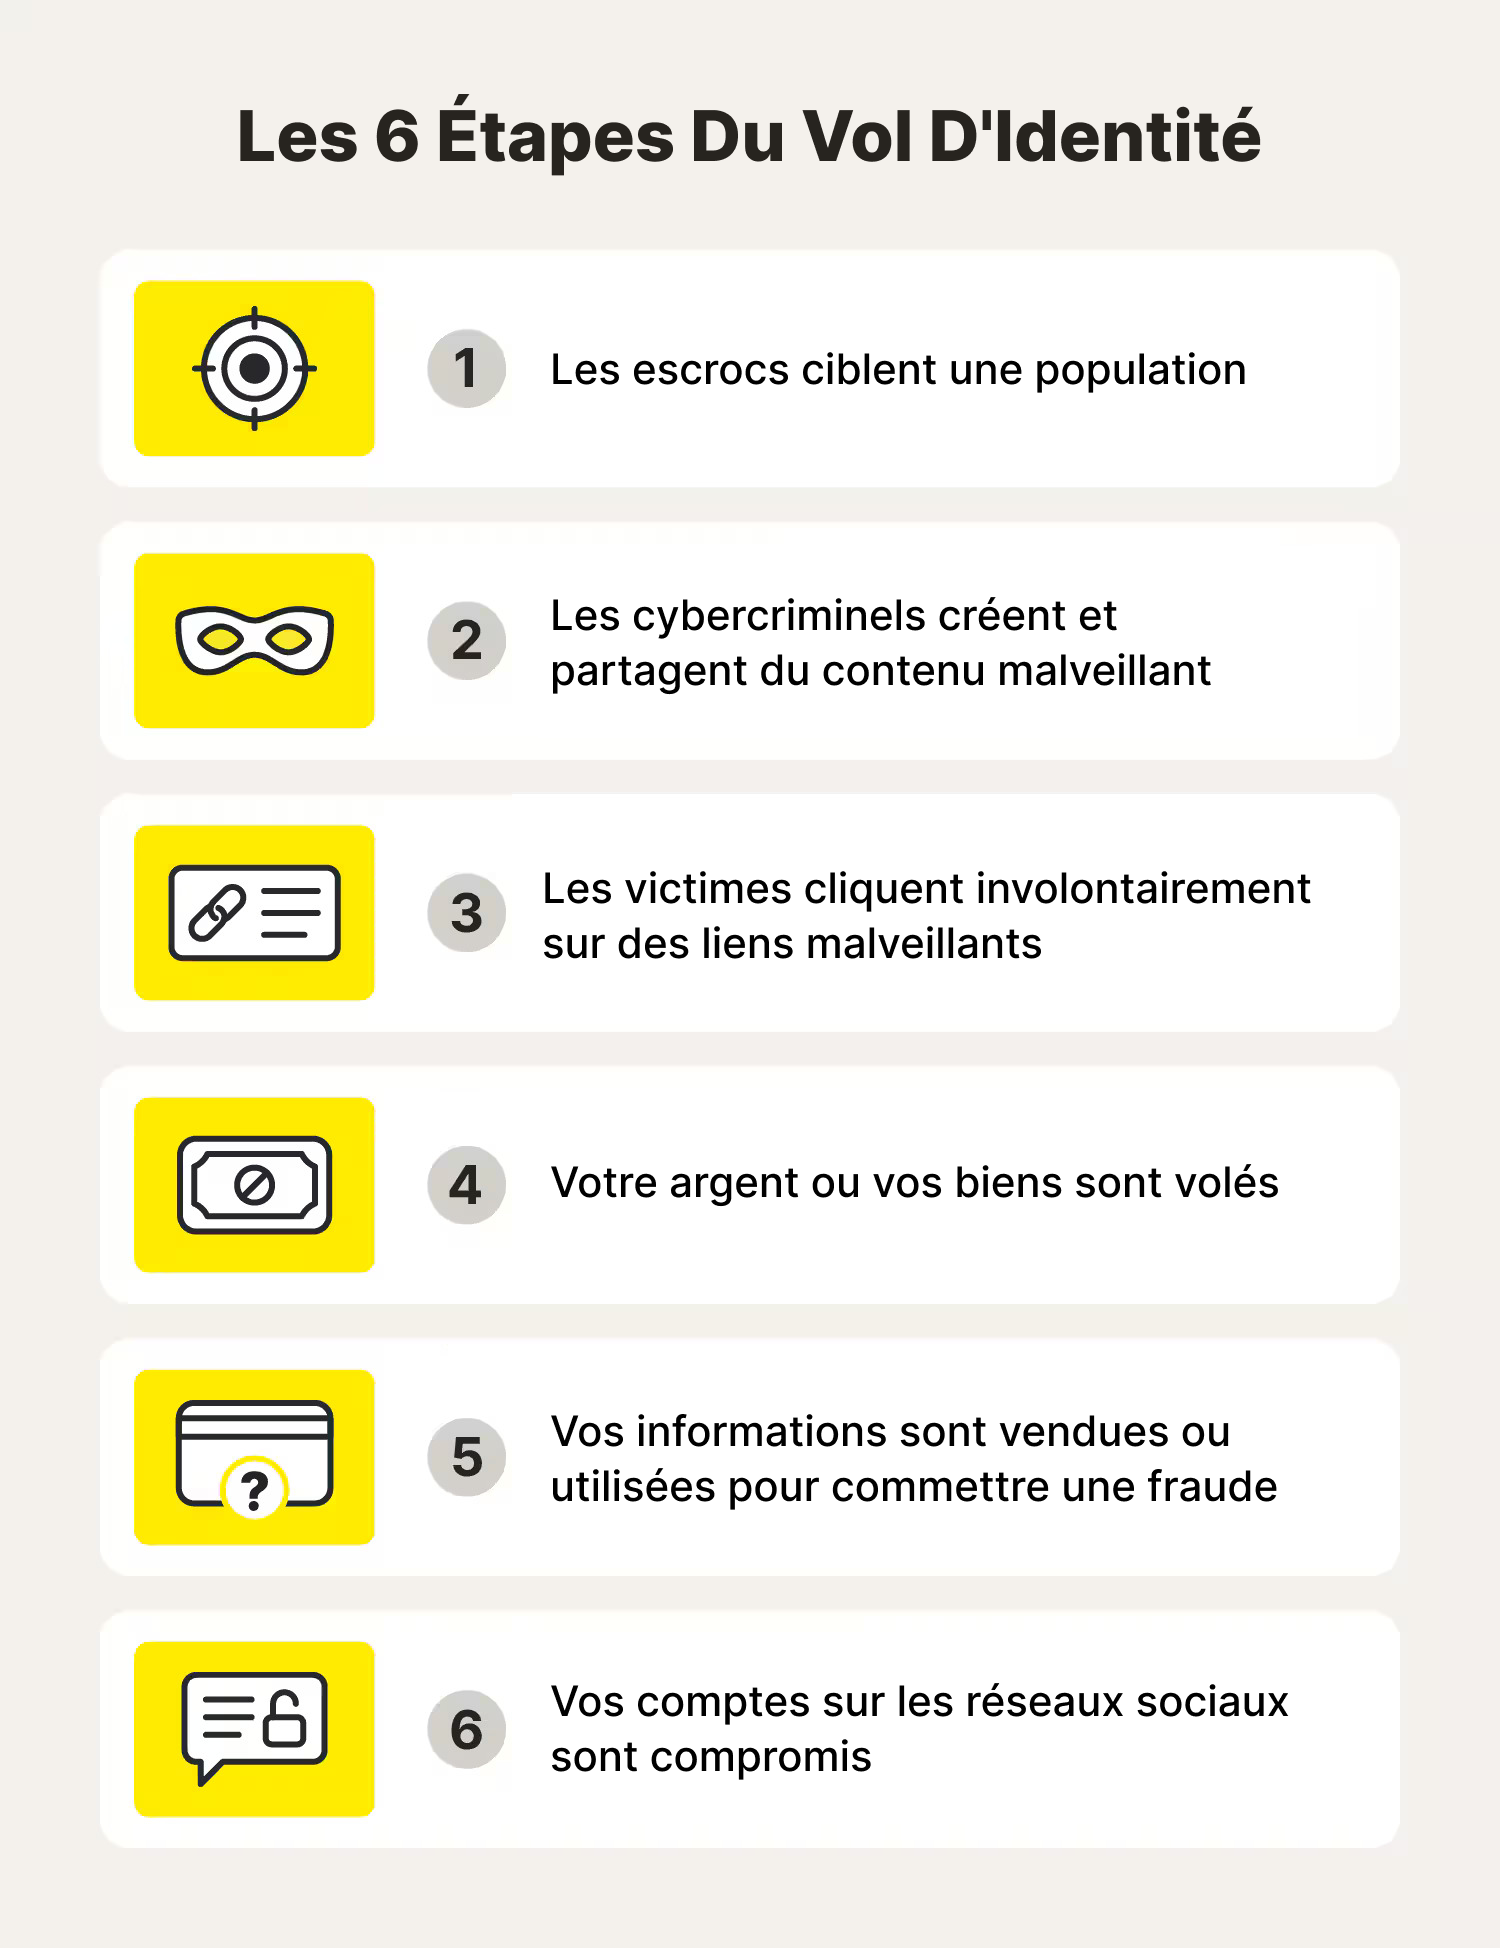 Les 6 Étapes Du Vol D'Identité
1 Les escrocs ciblent une population
2 Les cybercriminels créent et
partagent du contenu malveillant
3 Les victimes cliquent involontairement
sur des liens malveillants
4 Votre argent ou vos biens sont volés
? 
5 Vos informations sont vendues ou
utilisées pour commettre une fraude
6 Vos comptes sur les réseaux sociaux
sont compromis